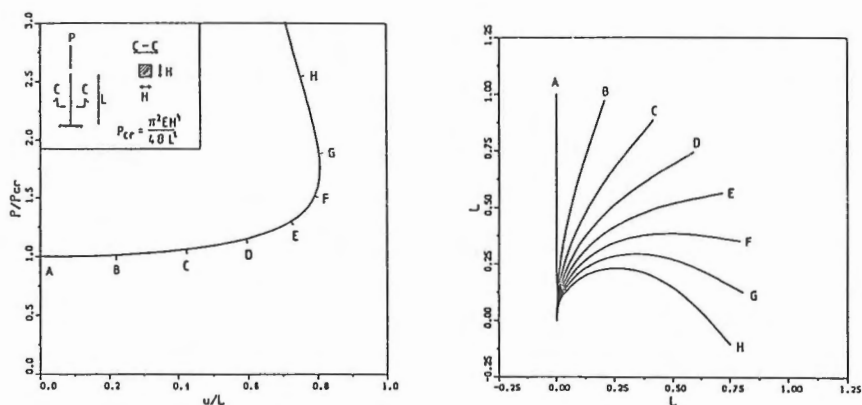 3.0
2.5
2.0
1.5
1.0
0.5
0.0
P/Pcr
P
C C
L
C-C
H
H
Pcr = π²EH⁴/48L²
A
B
C
D
E
F
G
H
0.0 0.2 0.4 0.6 0.8 1.0
u/L
1.25
1.00
0.75
0.50
0.25
0.00
-0.25
L
A
B
C
D
E
F
G
H
-0.25 0.00 0.25 0.50 0.75 1.00 1.25
L